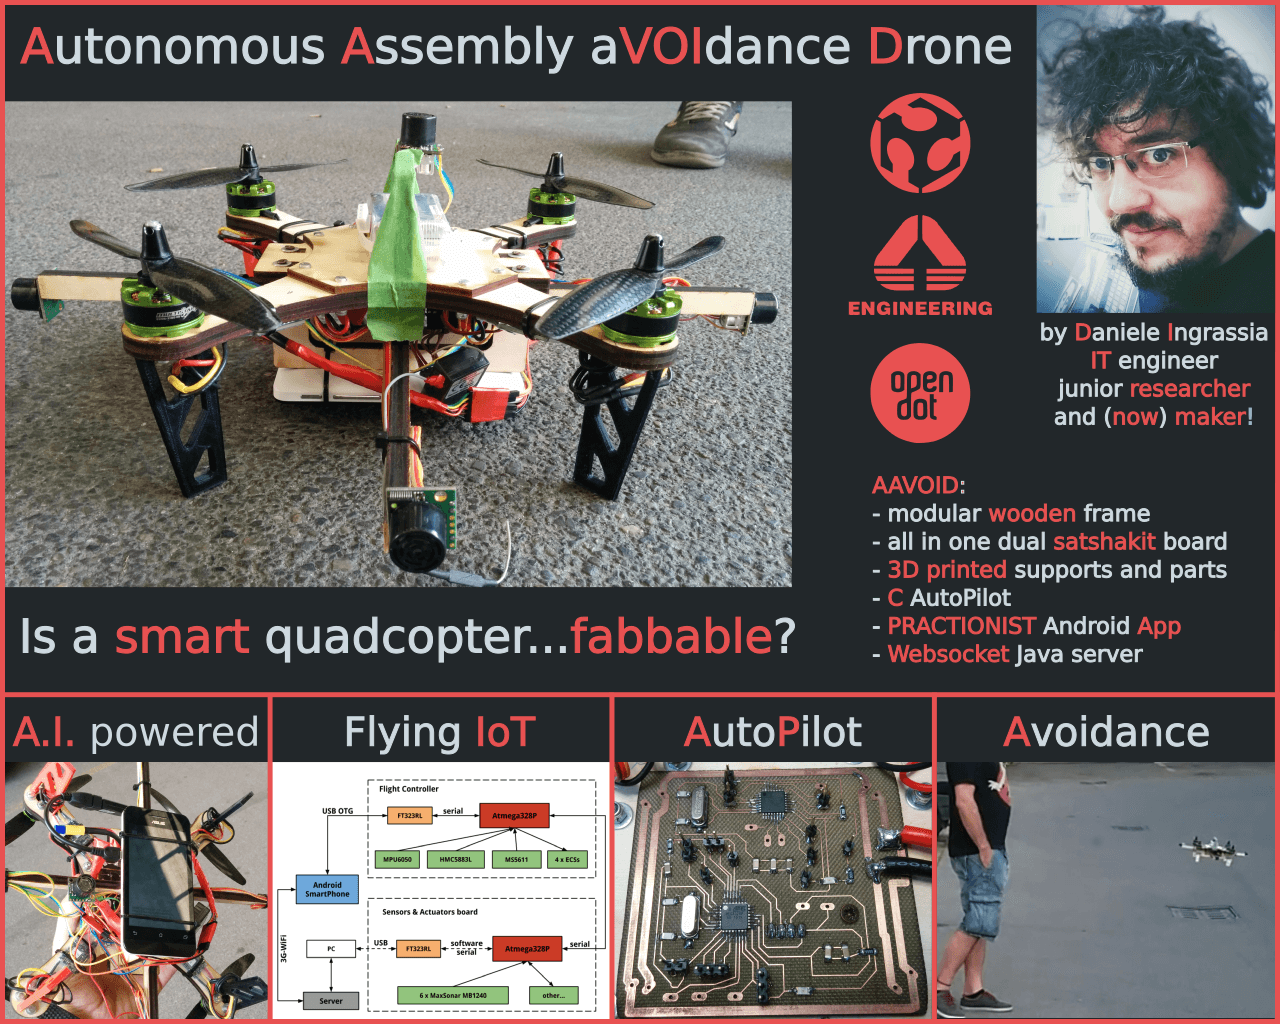 Autonomous Assembly aVOIdance Drone
ENGINEERING
open
dot
by Daniele Ingrassia
IT engineer
junior researcher
and (now) maker!
AAVOID:
- modular wooden frame
- all in one dual satshakit board
- 3D printed supports and parts
- C AutoPilot
- PRACTIONIST Android App
- Websocket Java server
Is a smart quadcopter...fabbable?
A.I. powered
Flying IoT
AutoPilot
Avoidance
Flight Controller
USB OTG
FT323RL
serial
Atmega328P
MPU6050
HMC5883L
MS5611
4 x ECSs
Android
SmartPhone
Sensors & Actuators board
3G-WiFi
PC
USB
FT323RL
software
serial
Atmega328P
serial
Server
6 x MaxSonar MB1240
other...